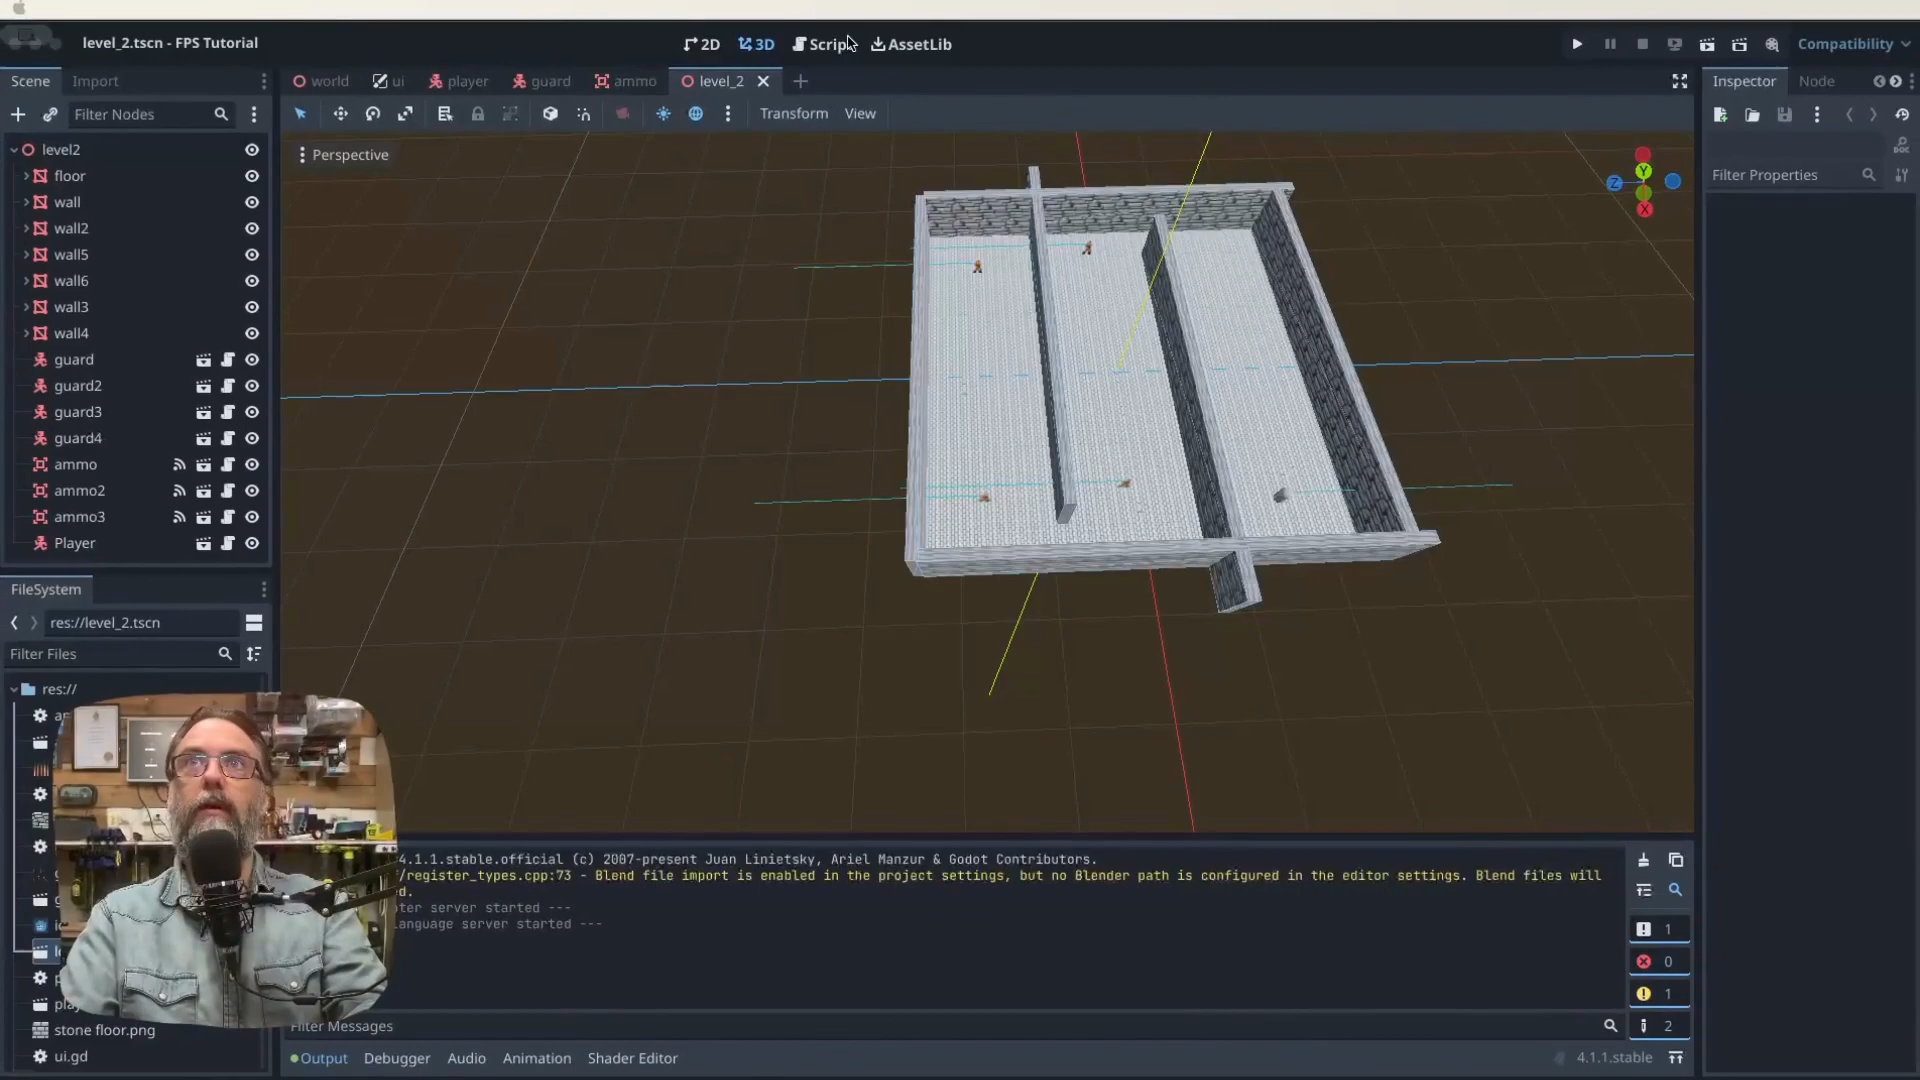 level_2.tscn - FPS Tutorial
2D
3D
Script
AssetLib
Compatibility
Scene
Import
world
ui
player
guard
ammo
level_2
Inspector
Node
Filter Nodes
Transform
View
Perspective
Y
Z
X
DOC
Filter Properties
level2
floor
wall
wall2
wall5
wall6
wall3
wall4
guard
guard2
guard3
guard4
ammo
ammo2
ammo3
Player
FileSystem
res://level_2.tscn
Filter Files
res://
stone floor.png
ui.gd
4.1.1.stable.official (c) 2007-present Juan Linietsky, Ariel Manzur & Godot Contributors.
/register_types.cpp:73 - Blend file import is enabled in the project settings, but no Blender path is configured in the editor settings. Blend files will
server started ---
language server started ---
1
0
1
2
Filter Messages
Output
Debugger
Audio
Animation
Shader Editor
4.1.1.stable